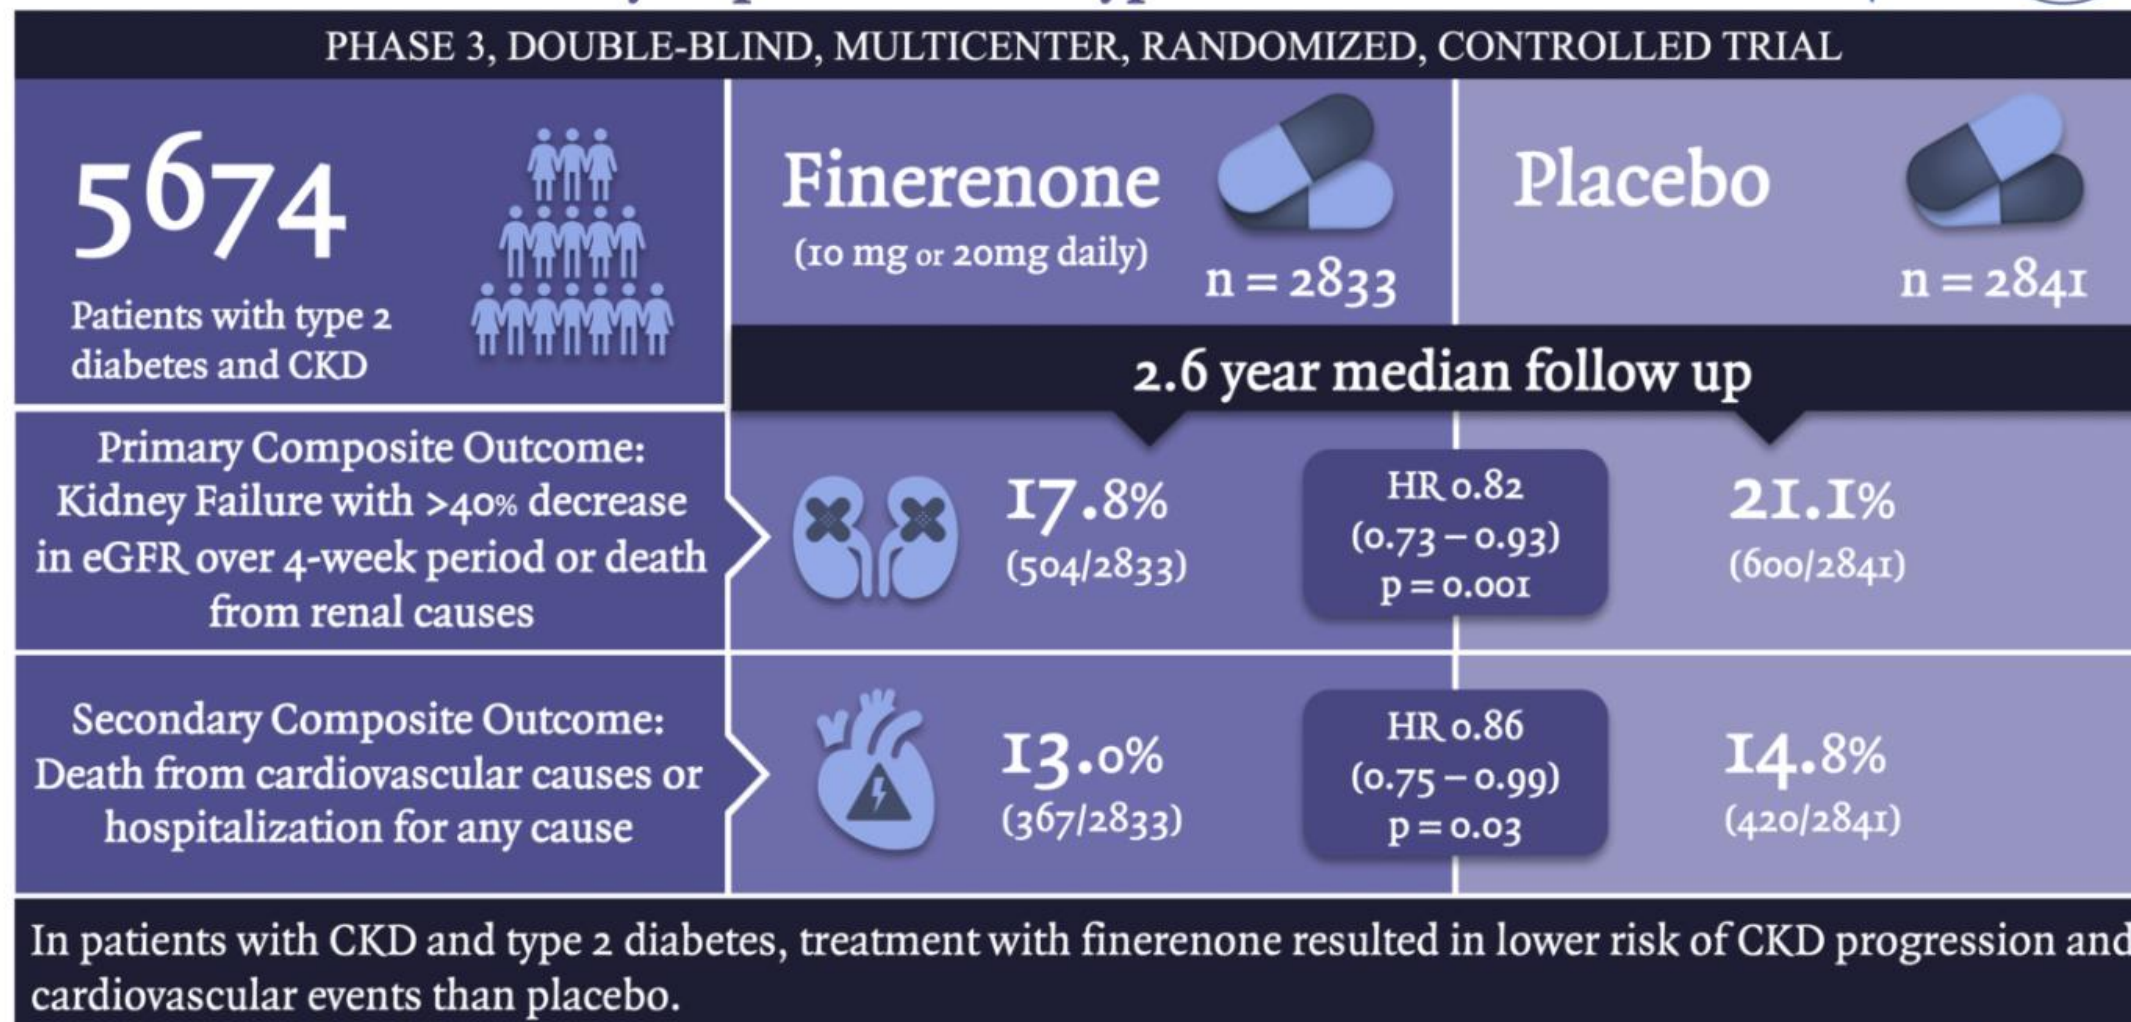 PHASE 3, DOUBLE-BLIND, MULTICENTER, RANDOMIZED, CONTROLLED TRIAL
5674
Patients with type 2
diabetes and CKD
Finerenone
(10 mg or 20mg daily)
n = 2833
Placebo
n = 2841
2.6 year median follow up
Primary Composite Outcome:
Kidney Failure with >40% decrease
in eGFR over 4-week period or death
from renal causes
17.8%
(504/2833)
HR 0.82
(0.73 – 0.93)
p = 0.001
21.1%
(600/2841)
Secondary Composite Outcome:
Death from cardiovascular causes or
hospitalization for any cause
13.0%
(367/2833)
HR 0.86
(0.75 – 0.99)
p = 0.03
14.8%
(420/2841)
In patients with CKD and type 2 diabetes, treatment with finerenone resulted in lower risk of CKD progression and
cardiovascular events than placebo.